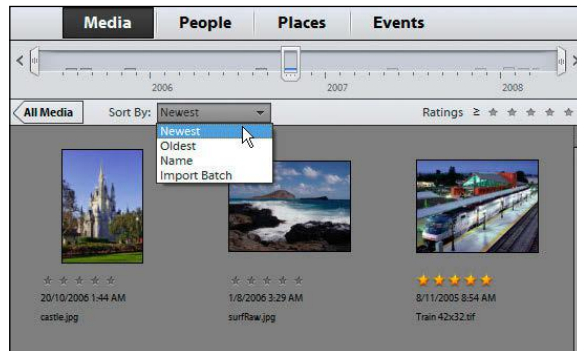 Media People Places Events
2006 2007 2008
All Media Sort By: Newest Ratings ≥
Newest
Oldest
Name
Import Batch
20/10/2006 1:44 AM 1/8/2006 3:29 AM 8/11/2005 8:54 AM
castle.jpg surfRaw.jpg Train 42x32.tif